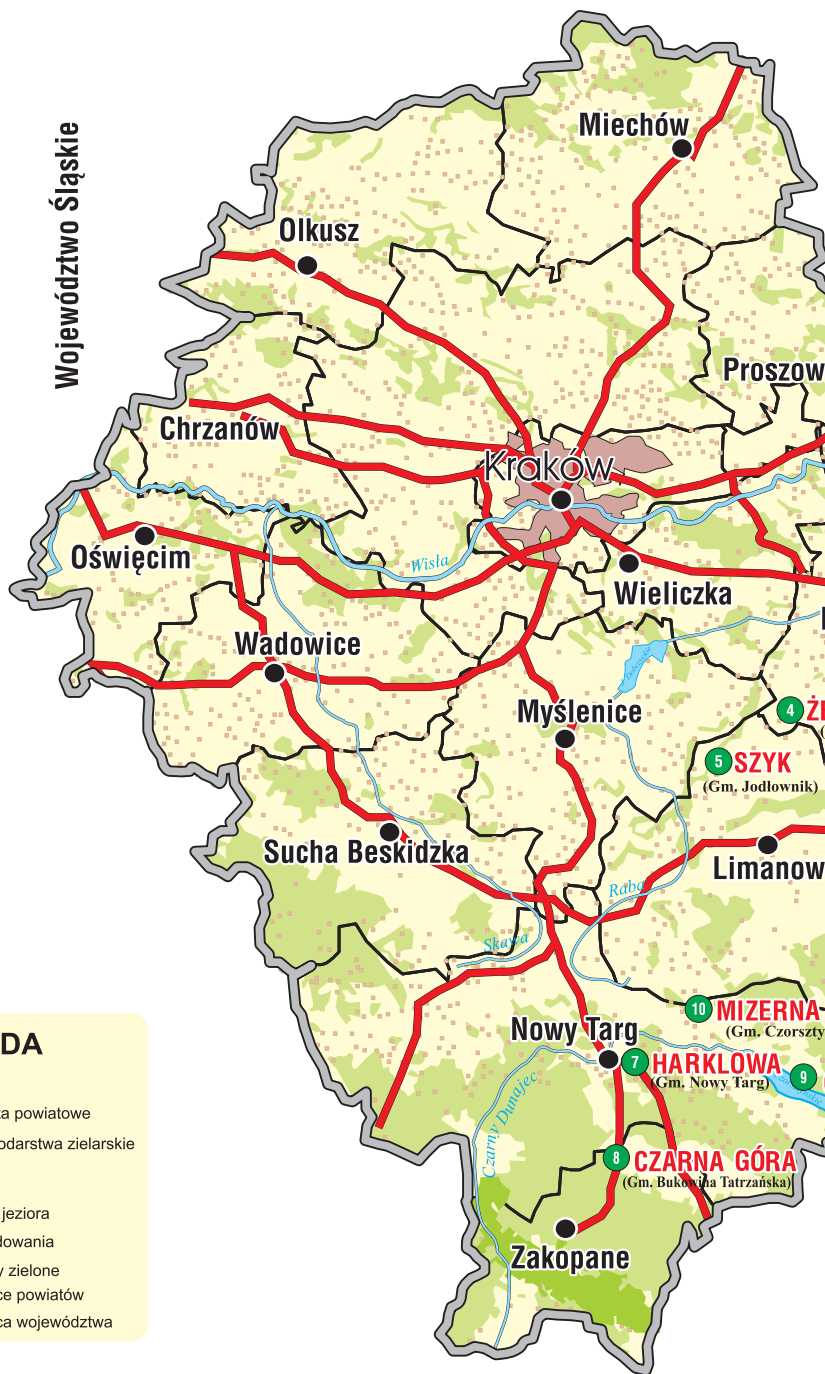 Województwo Śląskie
Miechów
Olkusz
Proszow
Chrzanów
Kraków
Oświęcim
Wisła
Wieliczka
Wadowice
Myślenice
4 ŻE
5 SZYK
(Gm. Jodłownik)
Sucha Beskidzka
Limanow
Raba
Skawa
10 MIZERNA
(Gm. Czorszty
Nowy Targ
7 HARKLOWA
(Gm. Nowy Targ)
9
Czarny Dunajec
8 CZARNA GÓRA
(Gm. Bukowina Tatrzańska)
Zakopane
DA
ta powiatowe
odarstwa zielarskie
jeziora
dowania
y zielone
ce powiatów
ca województwa